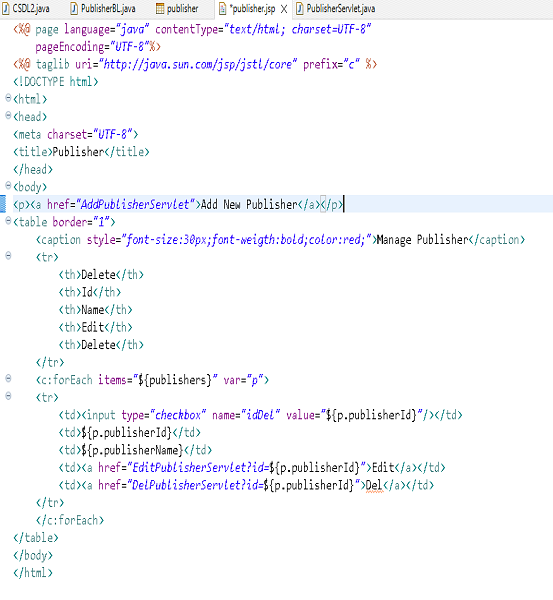 CSDL2.java PublisherBL.java publisher *publisher.jsp PublisherServlet.java
<%@ page language="java" contentType="text/html; charset=UTF-8"
pageEncoding="UTF-8"%>
<%@ taglib uri="http://java.sun.com/jsp/jstl/core" prefix="c" %>
<!DOCTYPE html>
<html>
<head>
<meta charset="UTF-8">
<title>Publisher</title>
</head>
<body>
<p><a href="AddPublisherServlet">Add New Publisher</a></p>
<table border="1">
<caption style="font-size:30px;font-weigth:bold;color:red;">Manage Publisher</caption>
<tr>
<th>Delete</th>
<th>Id</th>
<th>Name</th>
<th>Edit</th>
<th>Delete</th>
</tr>
<c:forEach items="${publishers}" var="p">
<tr>
<td><input type="checkbox" name="idDel" value="${p.publisherId}"/></td>
<td>${p.publisherId}</td>
<td>${p.publisherName}</td>
<td><a href="EditPublisherServlet?id=${p.publisherId}">Edit</a></td>
<td><a href="DelPublisherServlet?id=${p.publisherId}">Del</a></td>
</tr>
</c:forEach>
</table>
</body>
</html>